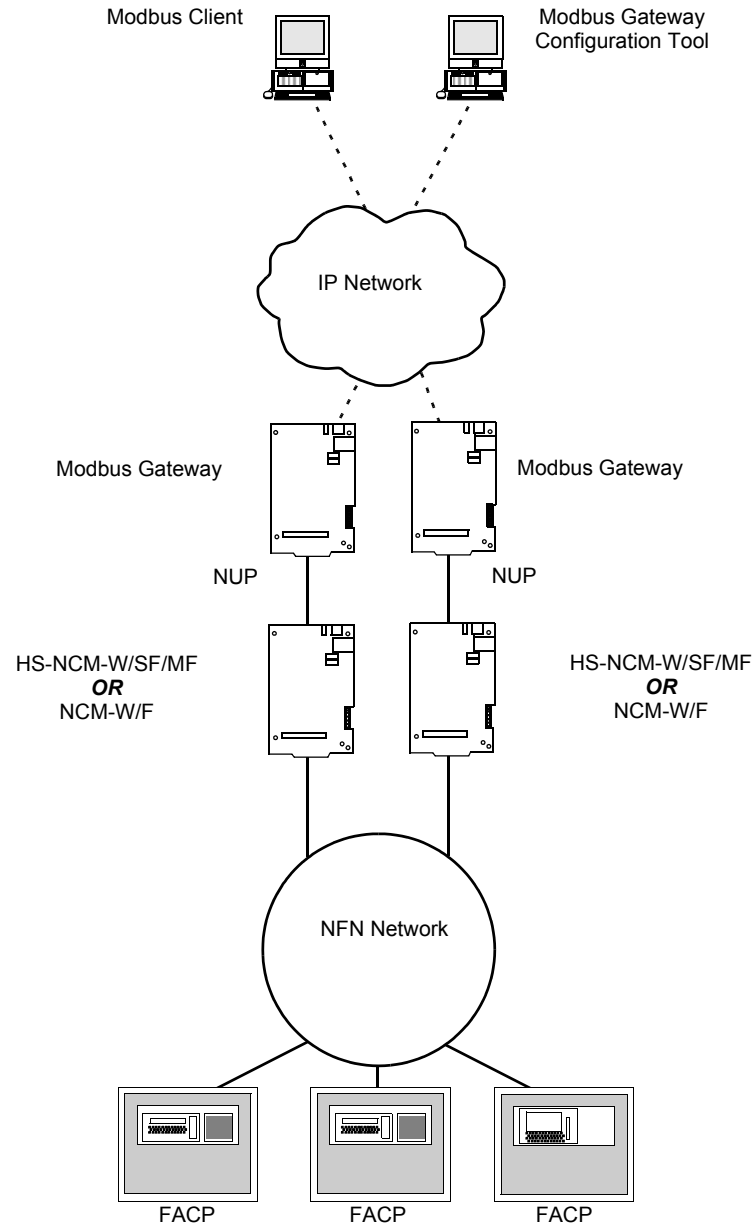 Modbus Client
Modbus Gateway
Configuration Tool
IP Network
Modbus Gateway
Modbus Gateway
NUP
NUP
HS-NCM-W/SF/MF
OR
NCM-W/F
HS-NCM-W/SF/MF
OR
NCM-W/F
NFN Network
FACP
FACP
FACP